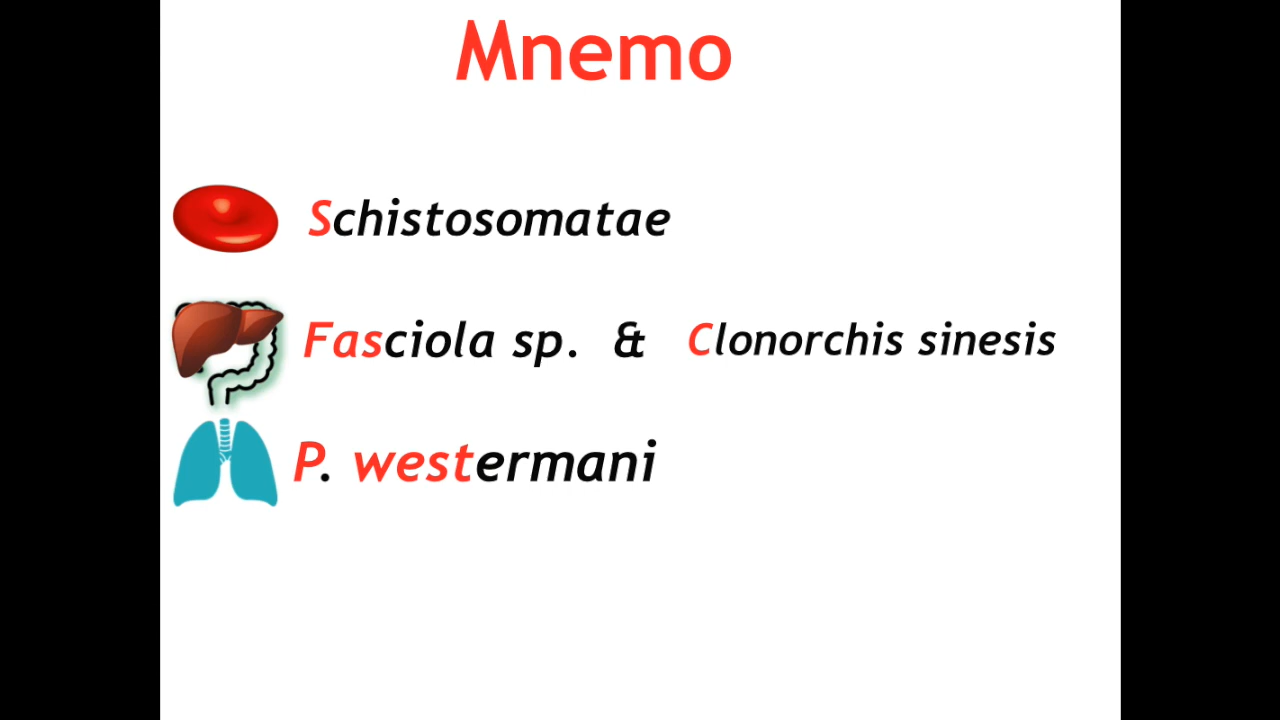 Mnemo
Schistosomatae
Fasciola sp. & Clonorchis sinesis
P. westermani